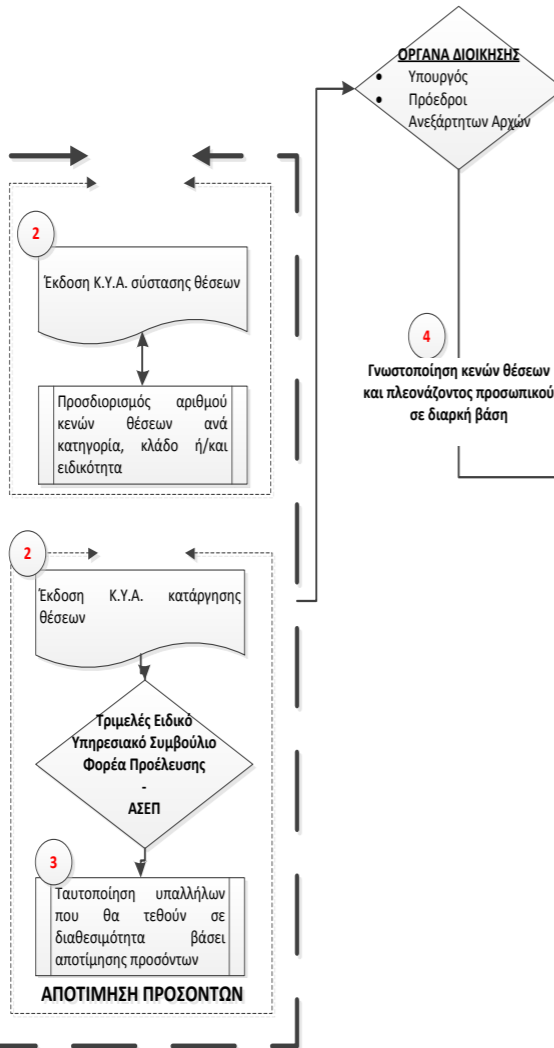 2
Έκδοση Κ.Υ.Α. σύστασης θέσεων
Προσδιορισμός αριθμού
κενών θέσεων ανά
κατηγορία, κλάδο ή/και
ειδικότητα
2
Έκδοση Κ.Υ.Α. κατάργησης
θέσεων
Τριμελές Ειδικό
Υπηρεσιακό Συμβούλιο
Φορέα Προέλευσης
-
ΑΣΕΠ
3
Ταυτοποίηση υπαλλήλων
που θα τεθούν σε
διαθεσιμότητα βάσει
αποτίμησης προσόντων
ΑΠΟΤΙΜΗΣΗ ΠΡΟΣΟΝΤΩΝ
ΟΡΓΑΝΑ ΔΙΟΙΚΗΣΗΣ
• Υπουργός
• Πρόεδροι
Ανεξάρτητων Αρχών
4
Γνωστοποίηση κενών θέσεων
και πλεονάζοντος προσωπικού
σε διαρκή βάση